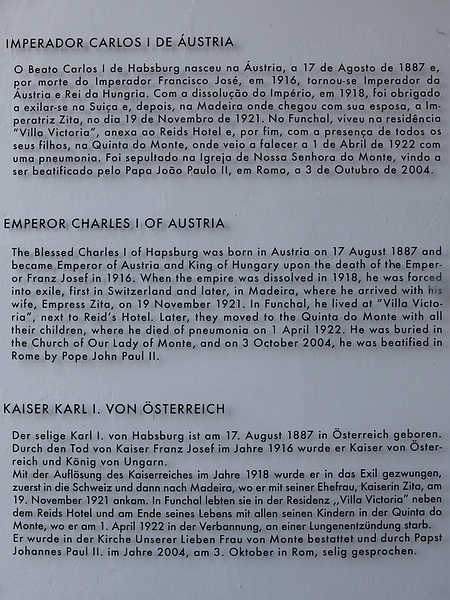 IMPERADOR CARLOS I DE ÁUSTRIA
O Beato Carlos I de Habsburg nasceu na Áustria, a 17 de Agosto de 1887 e,
por morte do Imperador Francisco José, em 1916, tornou-se Imperador da
Áustria e Rei da Hungria. Com a dissolução do Império, em 1918, foi obrigado
a exilar-se na Suiça e, depois, na Madeira onde chegou com sua esposa, a Im-
peratriz Zita, no dia 19 de Novembro de 1921. No Funchal, viveu na residência
"Villa Victoria", anexa ao Reids Hotel e, por fim, com a presença de todos os
seus filhos, na Quinta do Monte, onde veio a falecer a 1 de Abril de 1922 com
uma pneumonia. Foi sepultado na Igreja de Nossa Senhora do Monte, vindo a
ser beatificado pelo Papa João Paulo II, em Roma, a 3 de Outubro de 2004.
EMPEROR CHARLES I OF AUSTRIA
The Blessed Charles I of Hapsburg was born in Austria on 17 August 1887 and
became Emperor of Austria and King of Hungary upon the death of the Emper-
or Franz Josef in 1916. When the empire was dissolved in 1918, he was forced
into exile, first in Switzerland and later, in Madeira, where he arrived with his
wife, Empress Zita, on 19 November 1921. In Funchal, he lived at "Villa Victo-
ria", next to Reid's Hotel. Later, they moved to the Quinta do Monte with all
their children, where he died of pneumonia on 1 April 1922. He was buried in
the Church of Our Lady of Monte, and on 3 October 2004, he was beatified in
Rome by Pope John Paul II.
KAISER KARL I. VON ÖSTERREICH
Der selige Karl I. von Habsburg ist am 17. August 1887 in Österreich geboren.
Durch den Tod von Kaiser Franz Josef im Jahre 1916 wurde er Kaiser von Öster-
reich und König von Ungarn.
Mit der Auflösung des Kaiserreiches im Jahre 1918 wurde er in das Exil gezwungen,
zuerst in die Schweiz und dann nach Madeira, wo er mit seiner Ehefrau, Kaiserin Zita, am
19. November 1921 ankam. In Funchal lebten sie in der Residenz ,,Villa Victoria" neben
dem Reids Hotel und am Ende seines Lebens mit allen seinen Kindern in der Quinta do
Monte, wo er am 1. April 1922 in der Verbannung, an einer Lungenentzündung starb.
Er wurde in der Kirche Unserer Lieben Frau von Monte bestattet und durch Papst
Johannes Paul II. im Jahre 2004, am 3. Oktober in Rom, selig gesprochen.